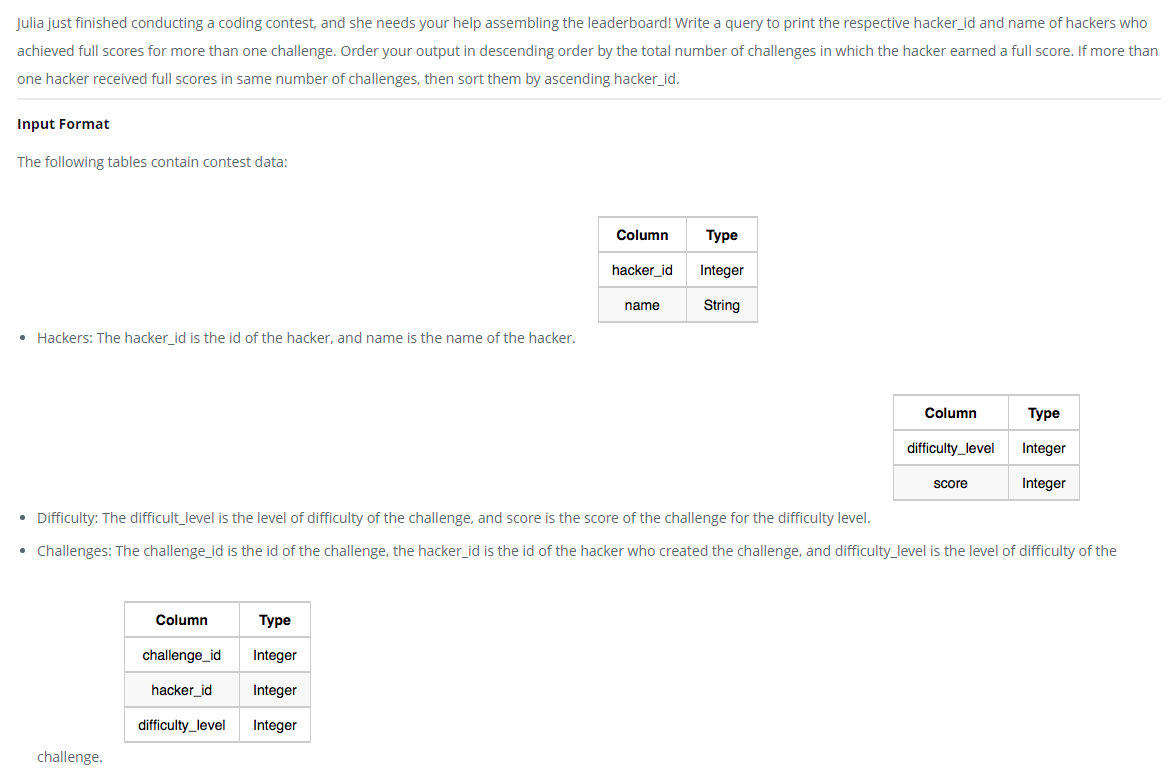 Julia just finished conducting a coding contest, and she needs your help assembling the leaderboard! Write a query to print the respective hacker_id and name of hackers who
achieved full scores for more than one challenge. Order your output in descending order by the total number of challenges in which the hacker earned a full score. If more than
one hacker received full scores in same number of challenges, then sort them by ascending hacker_id.
Input Format
The following tables contain contest data:
Column Type
hacker_id Integer
name String
• Hackers: The hacker_id is the id of the hacker, and name is the name of the hacker.
Column Type
difficulty_level Integer
score Integer
• Difficulty: The difficult_level is the level of difficulty of the challenge, and score is the score of the challenge for the difficulty level.
• Challenges: The challenge_id is the id of the challenge, the hacker_id is the id of the hacker who created the challenge, and difficulty_level is the level of difficulty of the
Column Type
challenge_id Integer
hacker_id Integer
difficulty_level Integer
challenge.